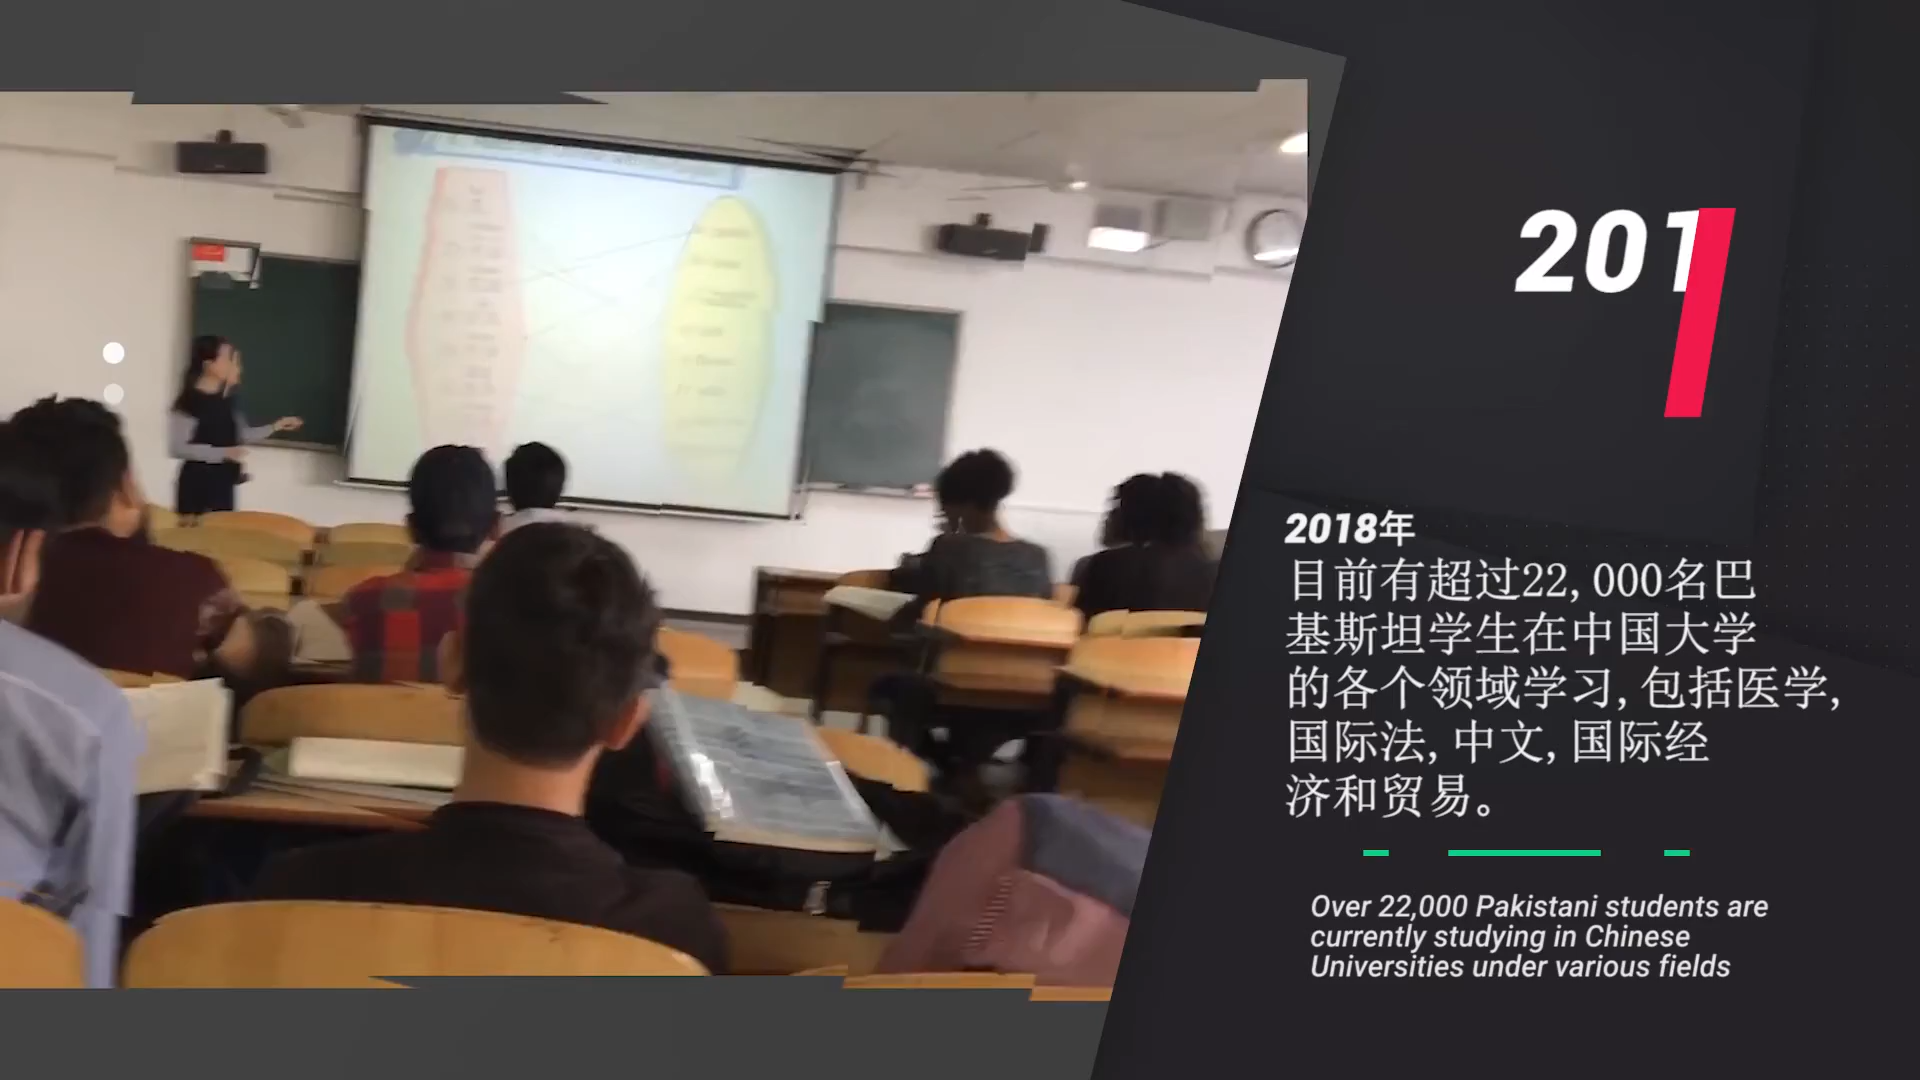 201
2018年
目前有超过22,000名巴
基斯坦学生在中国大学
的各个领域学习,包括医学,
国际法,中文,国际经
济和贸易。
Over 22,000 Pakistani students are
currently studying in Chinese
Universities under various fields